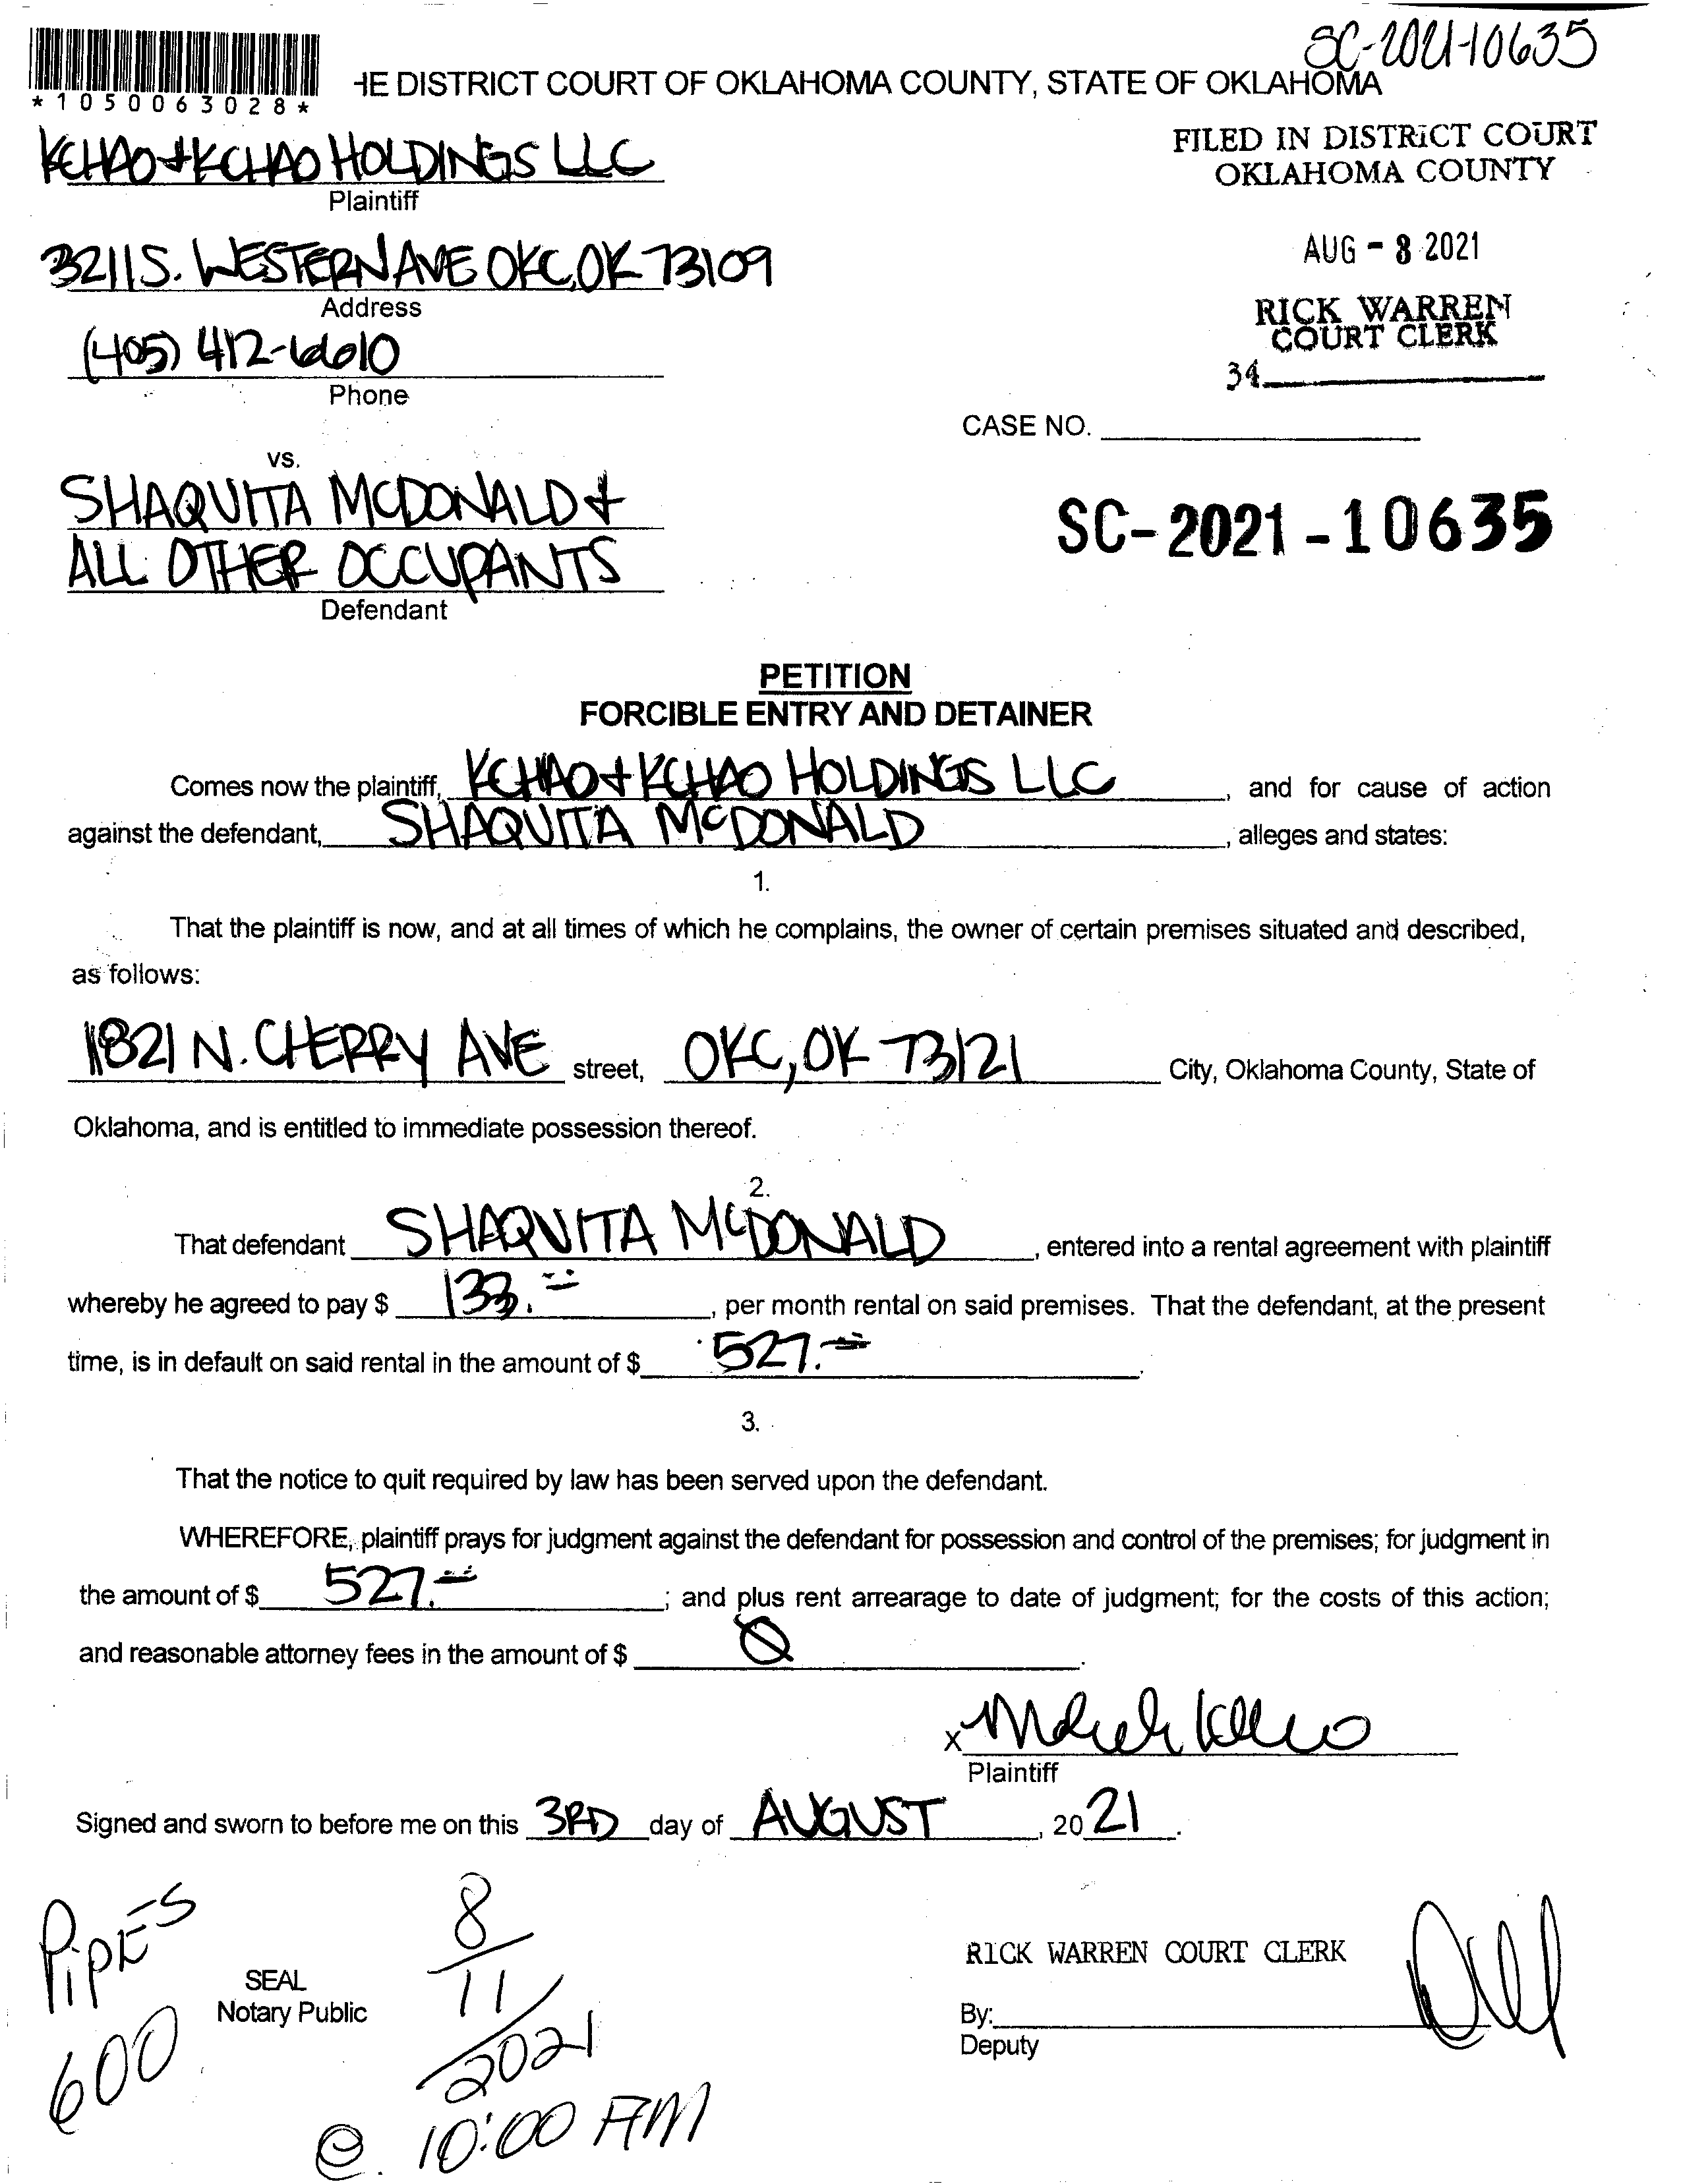 SC-2021-10635
*1050063028*
HE DISTRICT COURT OF OKLAHOMA COUNTY, STATE OF OKLAHOMA
KCHAO + KCHAO HOLDINGS LLC
Plaintiff
FILED IN DISTRICT COURT
OKLAHOMA COUNTY
3211 S. WESTERN AVE OKC, OK 73109
Address
AUG - 3 2021
(405) 412-6610
Phone
RICK WARREN
COURT CLERK
34
CASE NO.
vs.
SHAQUITA MCDONALD +
ALL OTHER OCCUPANTS
Defendant
SC-2021-10635
PETITION
FORCIBLE ENTRY AND DETAINER
Comes now the plaintiff, KCHAO + KCHAO HOLDINGS LLC, and for cause of action
against the defendant, SHAQUITA MCDONALD, alleges and states:
1.
That the plaintiff is now, and at all times of which he complains, the owner of certain premises situated and described,
as follows:
1821 N. CHERRY AVE street, OKC, OK 73121 City, Oklahoma County, State of
Oklahoma, and is entitled to immediate possession thereof.
2.
That defendant SHAQUITA MCDONALD, entered into a rental agreement with plaintiff
whereby he agreed to pay $ 133.--, per month rental on said premises. That the defendant, at the present
time, is in default on said rental in the amount of $ 527.--.
3.
That the notice to quit required by law has been served upon the defendant.
WHEREFORE, plaintiff prays for judgment against the defendant for possession and control of the premises; for judgment in
the amount of $ 527.--; and plus rent arrearage to date of judgment; for the costs of this action;
and reasonable attorney fees in the amount of $ Ø.
X
Plaintiff
Signed and sworn to before me on this 3RD day of AUGUST, 2021.
PIPES
600
SEAL
Notary Public
8/11/2021
@ 10:00 AM
RICK WARREN COURT CLERK
By:
Deputy